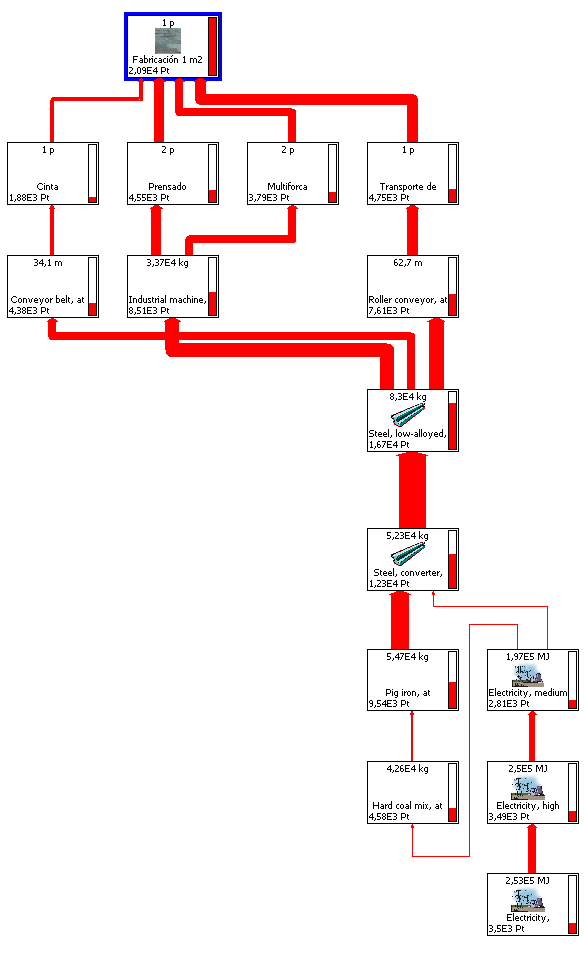 1 p
Fabricación 1 m2
2,09E4 Pt
1 p
Cinta
1,88E3 Pt
2 p
Prensado
4,55E3 Pt
2 p
Multiforca
3,79E3 Pt
1 p
Transporte de
4,75E3 Pt
34,1 m
Conveyor belt, at
4,38E3 Pt
3,37E4 kg
Industrial machine,
8,51E3 Pt
62,7 m
Roller conveyor, at
7,61E3 Pt
8,3E4 kg
Steel, low-alloyed,
1,67E4 Pt
5,23E4 kg
Steel, converter,
1,23E4 Pt
5,47E4 kg
Pig iron, at
9,54E3 Pt
1,97E5 MJ
Electricity, medium
2,81E3 Pt
4,26E4 kg
Hard coal mix, at
4,58E3 Pt
2,5E5 MJ
Electricity, high
3,49E3 Pt
2,53E5 MJ
Electricity,
3,5E3 Pt